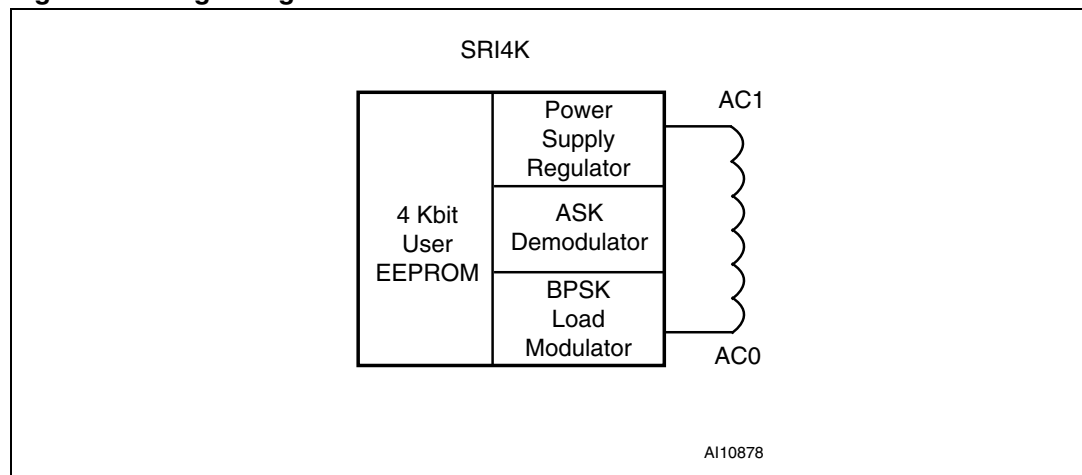 SRI4K
AC1
Power
Supply
Regulator
4 Kbit
User
EEPROM
ASK
Demodulator
BPSK
Load
Modulator
AC0
AI10878